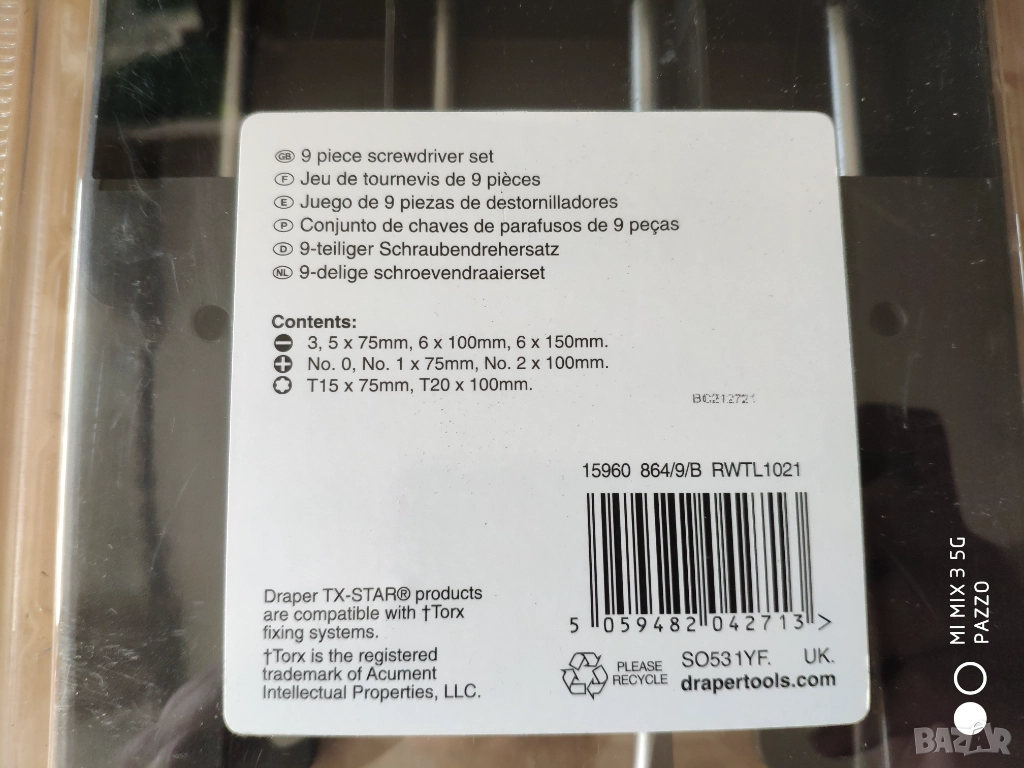 GB 9 piece screwdriver set
F Jeu de tournevis de 9 pièces
E Juego de 9 piezas de destornilladores
P Conjunto de chaves de parafusos de 9 peças
D 9-teiliger Schraubendrehersatz
NL 9-delige schroevendraaierset
Contents:
3, 5 x 75mm, 6 x 100mm, 6 x 150mm.
No. 0, No. 1 x 75mm, No. 2 x 100mm.
T15 x 75mm, T20 x 100mm.
BC212721
15960 864/9/B RWTL1021
5 059482 042713 >
Draper TX-STAR® products
are compatible with †Torx
fixing systems.
†Torx is the registered
trademark of Acument
Intellectual Properties, LLC.
PLEASE
RECYCLE
SO53 1YF. UK.
drapertools.com
MI MIX 3 5G
PAZZO
BAZAR